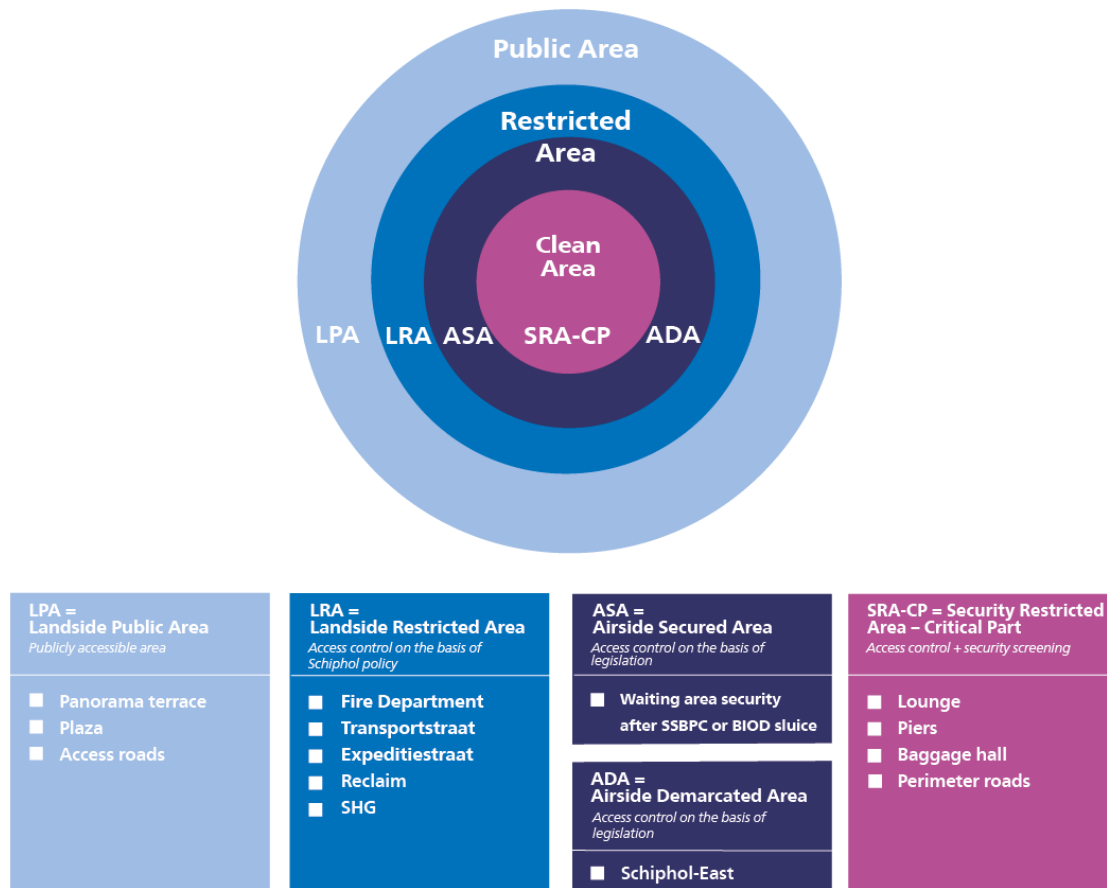 Public Area
Restricted
Area
Clean
Area
LPA
LRA
ASA
SRA-CP
ADA
LPA =
Landside Public Area
Publicly accessible area
Panorama terrace
Plaza
Access roads
LRA =
Landside Restricted Area
Access control on the basis of
Schiphol policy
Fire Department
Transportstraat
Expeditiestraat
Reclaim
SHG
ASA =
Airside Secured Area
Access control on the basis of
legislation
Waiting area security
after SSBPC or BIOD sluice
ADA =
Airside Demarcated Area
Access control on the basis of
legislation
Schiphol-East
SRA-CP = Security Restricted
Area – Critical Part
Access control + security screening
Lounge
Piers
Baggage hall
Perimeter roads